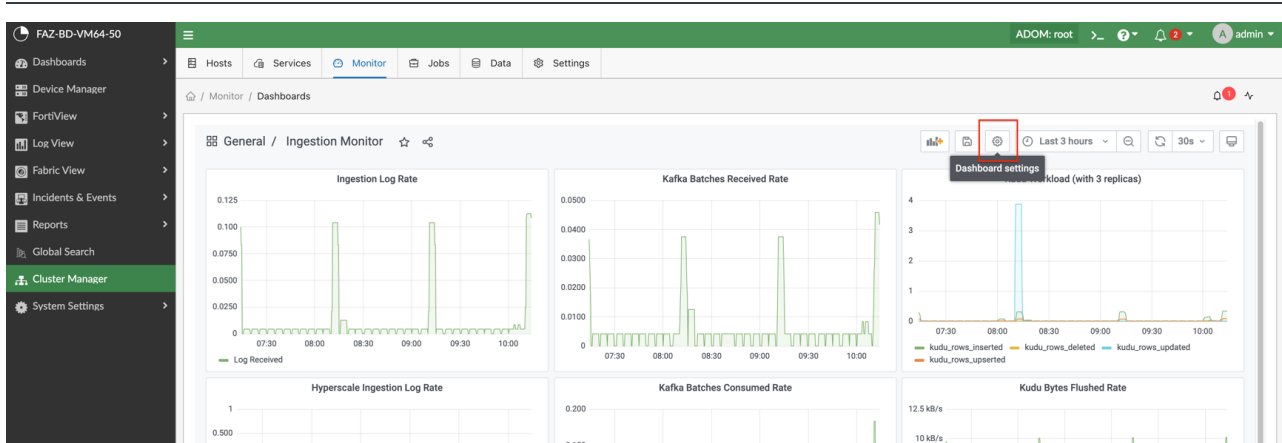 FAZ-BD-VM64-50
ADOM: root
2
A
admin
Dashboards
Device Manager
FortiView
Log View
Fabric View
Incidents & Events
Reports
Global Search
Cluster Manager
System Settings
Hosts
Services
Monitor
Jobs
Data
Settings
/ Monitor / Dashboards
1
General / Ingestion Monitor
Last 3 hours
30s
Dashboard settings
Ingestion Log Rate
0.125
0.100
0.0750
0.0500
0.0250
0
07:30 08:00 08:30 09:00 09:30 10:00
Log Received
Kafka Batches Received Rate
0.0500
0.0400
0.0300
0.0200
0.0100
0
07:30 08:00 08:30 09:00 09:30 10:00
(with 3 replicas)
4
3
2
1
0
07:30 08:00 08:30 09:00 09:30 10:00
kudu_rows_inserted kudu_rows_deleted kudu_rows_updated
kudu_rows_upserted
Hyperscale Ingestion Log Rate
1
0.500
Kafka Batches Consumed Rate
0.200
Kudu Bytes Flushed Rate
12.5 kB/s
10 kB/s